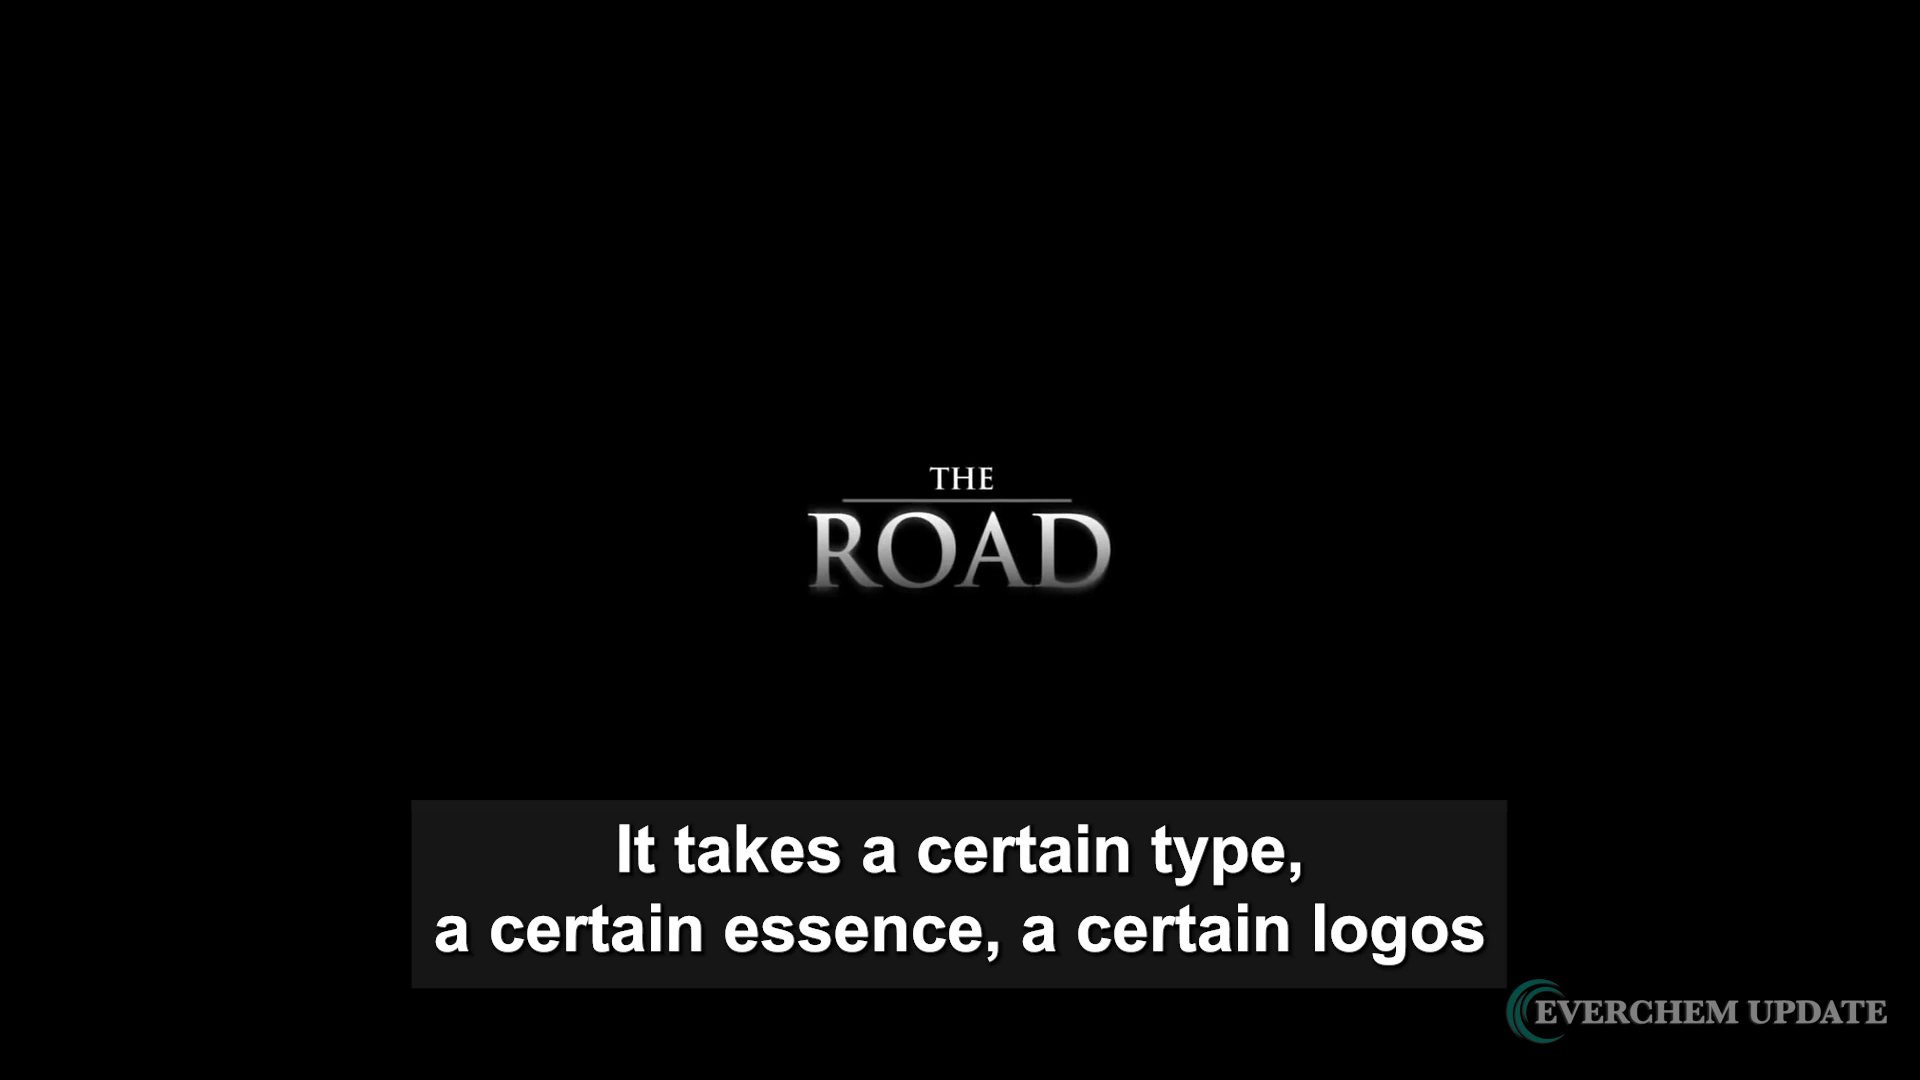 THE
ROAD
It takes a certain type,
a certain essence, a certain logos
EVERCHEM UPDATE